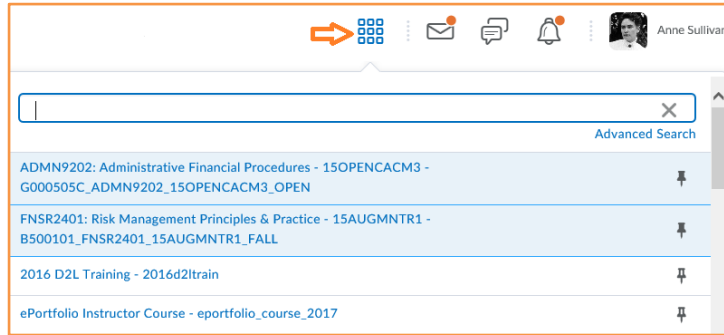 Anne Sullivan
Advanced Search
ADMN9202: Administrative Financial Procedures - 15OPENCACM3 -
G000505C_ADMN9202_15OPENCACM3_OPEN
FNSR2401: Risk Management Principles & Practice - 15AUGMNTR1 -
B500101_FNSR2401_15AUGMNTR1_FALL
2016 D2L Training - 2016d2ltrain
ePortfolio Instructor Course - eportfolio_course_2017